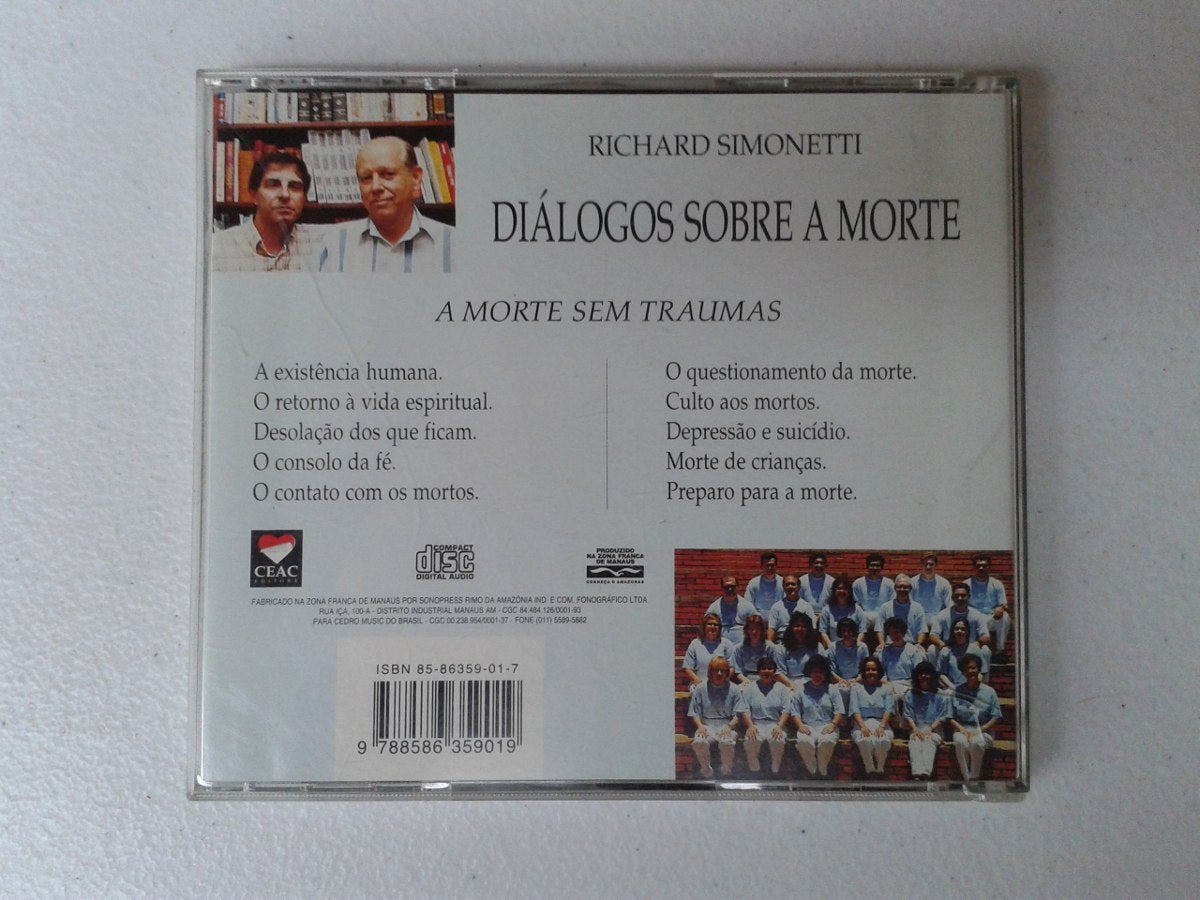 RICHARD SIMONETTI
DIÁLOGOS SOBRE A MORTE
A MORTE SEM TRAUMAS
A existência humana.
O retorno à vida espiritual.
Desolação dos que ficam.
O consolo da fé.
O contato com os mortos.
O questionamento da morte.
Culto aos mortos.
Depressão e suicídio.
Morte de crianças.
Preparo para a morte.
CEAC
EDITORA
COMPACT
disc
DIGITAL AUDIO
PRODUZIDO
NA ZONA FRANCA
DE MANAUS
CONHEÇA O AMAZONAS
FABRICADO NA ZONA FRANCA DE MANAUS POR SONOPRESS RIMO DA AMAZÔNIA IND. E COM. FONOGRÁFICO LTDA
RUA IÇÁ, 100-A - DISTRITO INDUSTRIAL MANAUS AM - CGC 84.484.126/0001-93
PARA CEDRO MUSIC DO BRASIL - CGC 00.238.954/0001-37 - FONE (011) 5589-5862
ISBN 85-86359-01-7
9 788586 359019